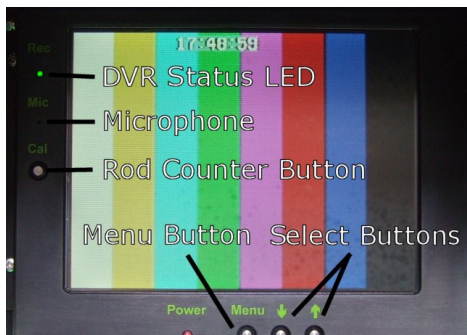 17:48:59
Rec
DVR Status LED
Mic
Microphone
Cal
Rod Counter Button
Menu Button Select Buttons
Power Menu